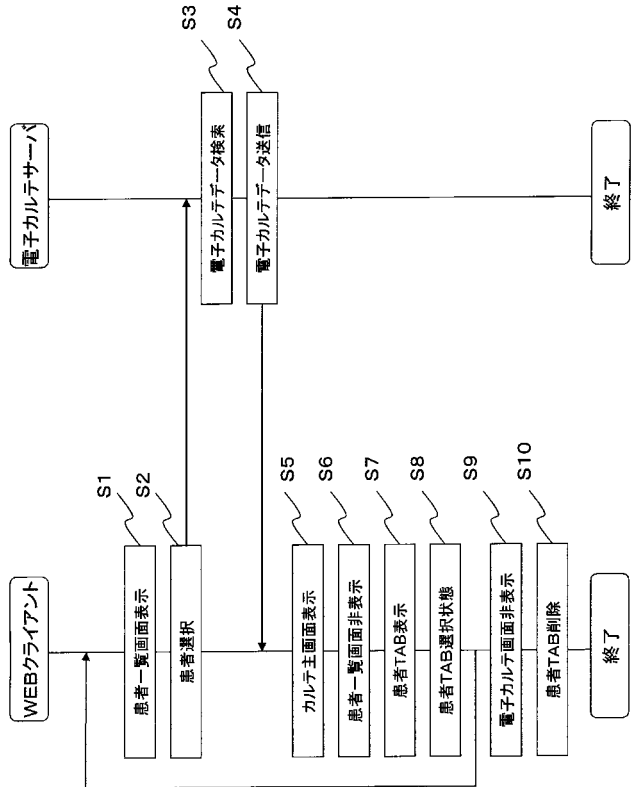 WEBクライアント
患者一覧画面表示
S1
患者選択
S2
カルテ主画面表示
S5
患者一覧画面非表示
S6
患者TAB表示
S7
患者TAB選択状態
S8
電子カルテ画面非表示
S9
患者TAB削除
S10
終了
電子カルテサーバ
電子カルテデータ検索
S3
電子カルテデータ送信
S4
終了